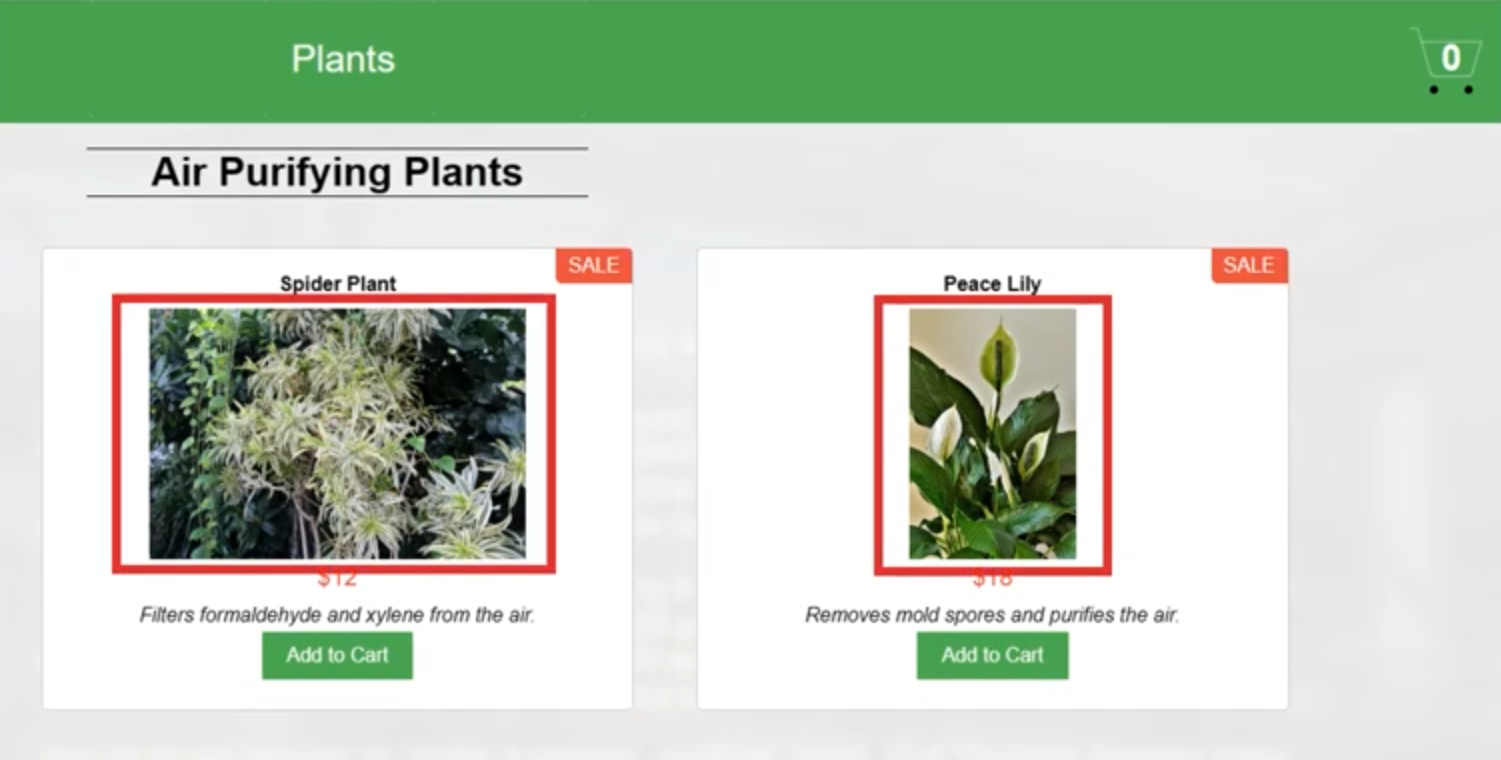 Plants
0
Air Purifying Plants
SALE
Spider Plant
$12
Filters formaldehyde and xylene from the air.
Add to Cart
SALE
Peace Lily
$18
Removes mold spores and purifies the air.
Add to Cart